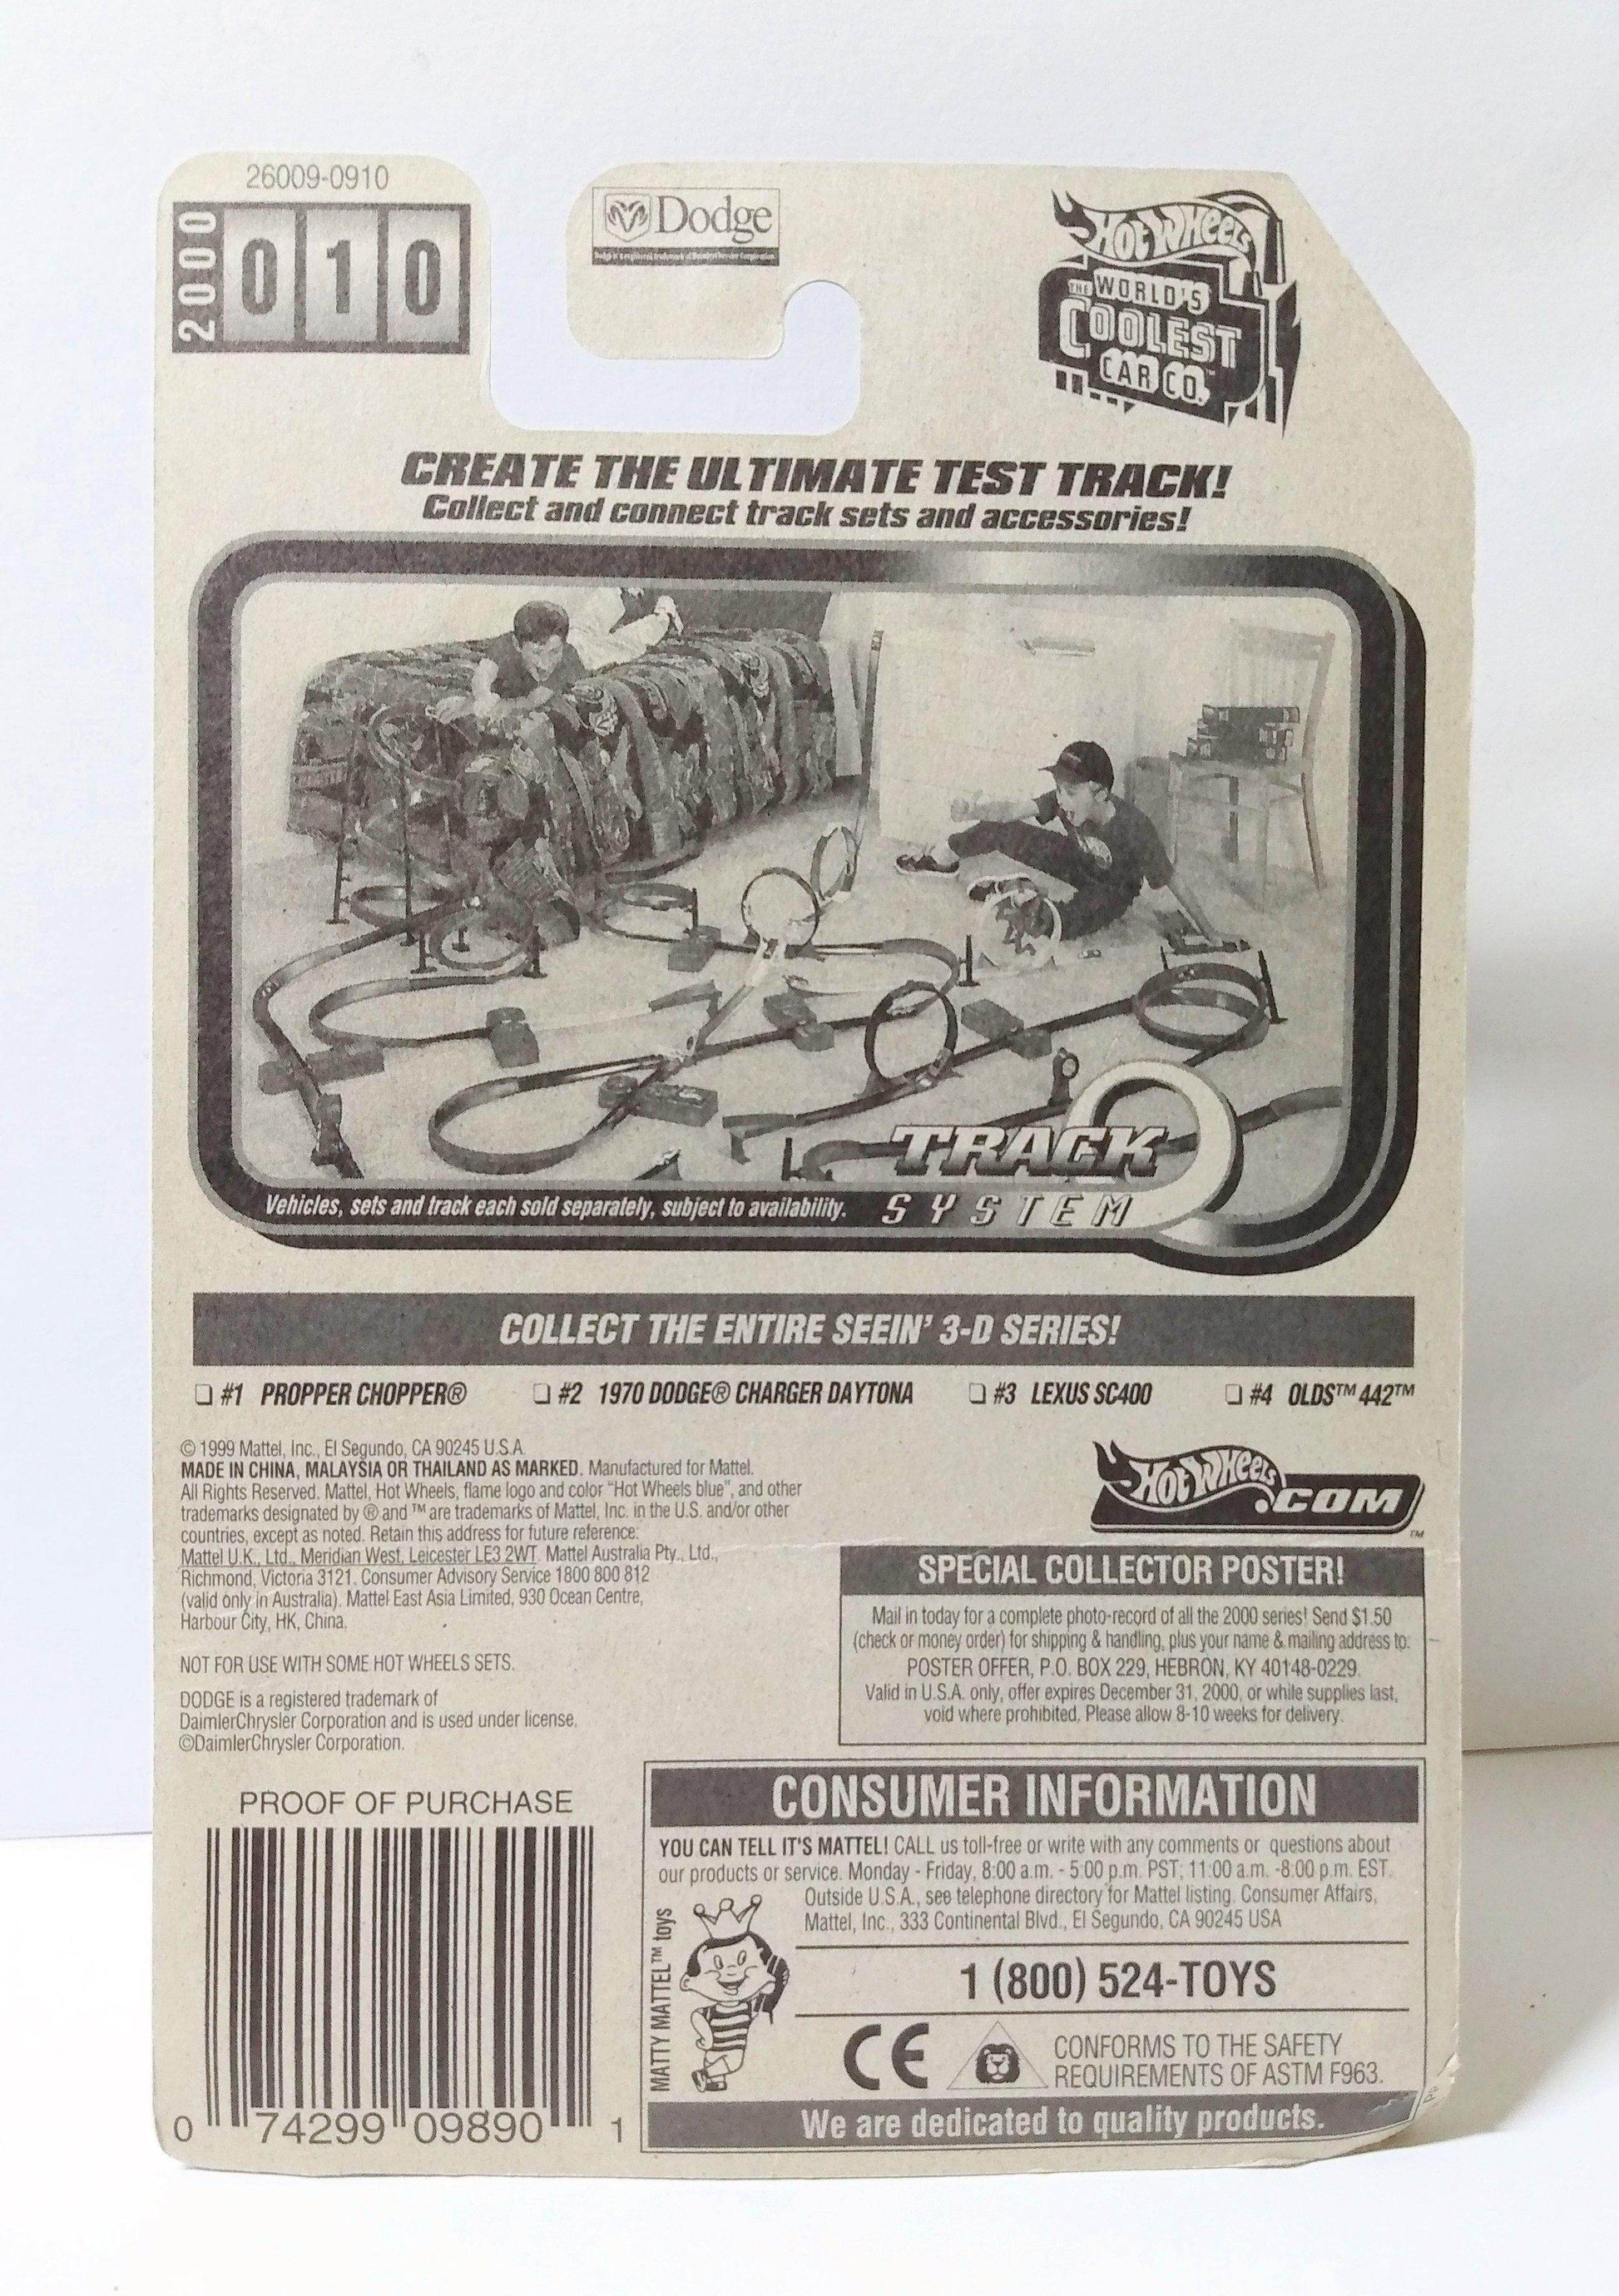 26009-0910
2000
010
Dodge
Hot Wheels
THE WORLD'S
COOLEST
CAR CO.™
CREATE THE ULTIMATE TEST TRACK!
Collect and connect track sets and accessories!
TRACK
SYSTEM
Vehicles, sets and track each sold separately, subject to availability.
COLLECT THE ENTIRE SEEIN' 3-D SERIES!
❏ #1 PROPPER CHOPPER® ❏ #2 1970 DODGE® CHARGER DAYTONA ❏ #3 LEXUS SC400 ❏ #4 OLDS™ 442™
© 1999 Mattel, Inc., El Segundo, CA 90245 U.S.A.
MADE IN CHINA, MALAYSIA OR THAILAND AS MARKED. Manufactured for Mattel.
All Rights Reserved. Mattel, Hot Wheels, flame logo and color "Hot Wheels blue", and other
trademarks designated by ® and ™ are trademarks of Mattel, Inc. in the U.S. and/or other
countries, except as noted. Retain this address for future reference:
Mattel U.K., Ltd., Meridian West, Leicester LE3 2WT. Mattel Australia Pty., Ltd.,
Richmond, Victoria 3121. Consumer Advisory Service 1800 800 812
(valid only in Australia). Mattel East Asia Limited, 930 Ocean Centre,
Harbour City, HK, China.
NOT FOR USE WITH SOME HOT WHEELS SETS.
DODGE is a registered trademark of
DaimlerChrysler Corporation and is used under license.
©DaimlerChrysler Corporation.
Hot Wheels.COM™
SPECIAL COLLECTOR POSTER!
Mail in today for a complete photo-record of all the 2000 series! Send $1.50
(check or money order) for shipping & handling, plus your name & mailing address to:
POSTER OFFER, P.O. BOX 229, HEBRON, KY 40148-0229.
Valid in U.S.A. only, offer expires December 31, 2000, or while supplies last,
void where prohibited. Please allow 8-10 weeks for delivery.
PROOF OF PURCHASE
0 74299 09890 1
CONSUMER INFORMATION
YOU CAN TELL IT'S MATTEL! CALL us toll-free or write with any comments or questions about
our products or service. Monday - Friday, 8:00 a.m. - 5:00 p.m. PST; 11:00 a.m. -8:00 p.m. EST.
Outside U.S.A., see telephone directory for Mattel listing. Consumer Affairs,
Mattel, Inc., 333 Continental Blvd., El Segundo, CA 90245 USA
MATTY MATTEL™ toys
1 (800) 524-TOYS
CE
CONFORMS TO THE SAFETY
REQUIREMENTS OF ASTM F963.
We are dedicated to quality products.